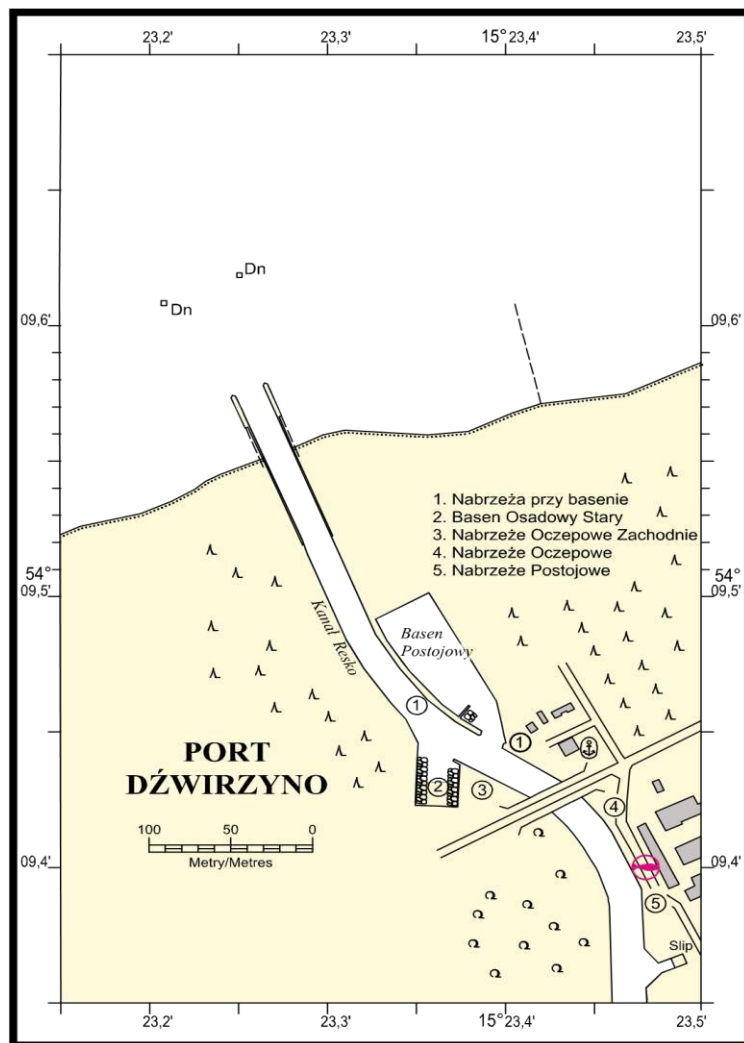 23,2' 23,3' 15° 23,4' 23,5'
Dn
Dn
09,6' 09,6'
1. Nabrzeża przy basenie
2. Basen Osadowy Stary
3. Nabrzeże Oczepowe Zachodnie
4. Nabrzeże Oczepowe
5. Nabrzeże Postojowe
54° 54°
09,5' 09,5'
Kanał Resko
Basen
Postojowy
1
1
PORT
DŹWIRZYNO
2
3
4
100 50 0
Metry/Metres
09,4' 09,4'
5
Slip
23,2' 23,3' 15° 23,4' 23,5'